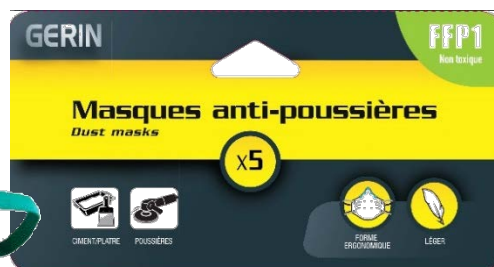 GERIN
FFP1
Non toxique
Masques anti-poussières
Dust masks
x5
CIMENT/PLATRE
POUSSIÈRES
FORME
ERGONOMIQUE
LÉGER